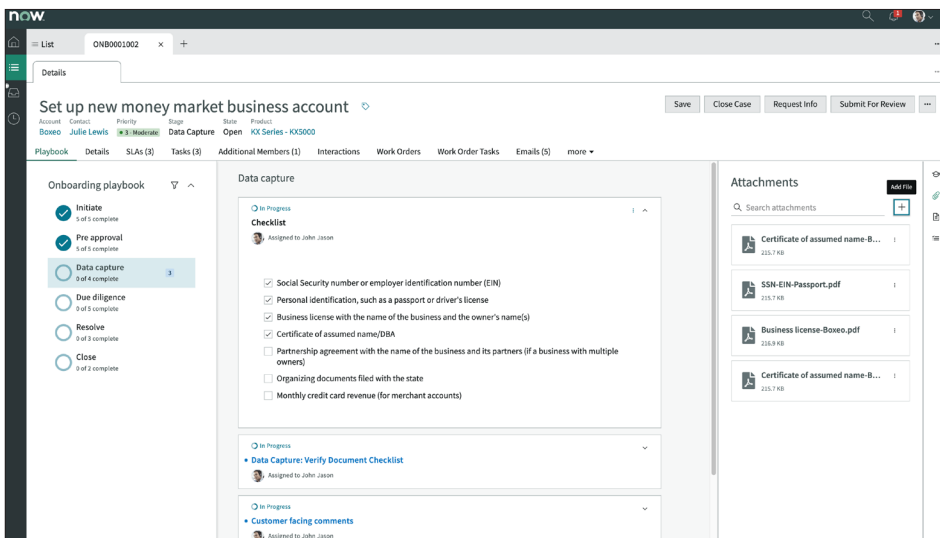 now.
1
List
ONB0001002
Details
Set up new money market business account
Save
Close Case
Request Info
Submit For Review
Account
Contact
Priority
Stage
State
Product
Boxeo
Julie Lewis
3 - Moderate
Data Capture
Open
KX Series - KX5000
Playbook
Details
SLAs (3)
Tasks (3)
Additional Members (1)
Interactions
Work Orders
Work Order Tasks
Emails (5)
more
Onboarding playbook
Initiate
5 of 5 complete
Pre approval
5 of 5 complete
Data capture
0 of 4 complete
3
Due diligence
0 of 5 complete
Resolve
0 of 3 complete
Close
0 of 2 complete
Data capture
In Progress
Checklist
Assigned to John Jason
Social Security number or employer identification number (EIN)
Personal identification, such as a passport or driver's license
Business license with the name of the business and the owner's name(s)
Certificate of assumed name/DBA
Partnership agreement with the name of the business and its partners (if a business with multiple
owners)
Organizing documents filed with the state
Monthly credit card revenue (for merchant accounts)
In Progress
Data Capture: Verify Document Checklist
Assigned to John Jason
In Progress
Customer facing comments
Assigned to John Jason
Attachments
Add File
Search attachments
Certificate of assumed name-B...
215.7 KB
SSN-EIN-Passport.pdf
215.7 KB
Business license-Boxeo.pdf
216.9 KB
Certificate of assumed name-B...
215.7 KB